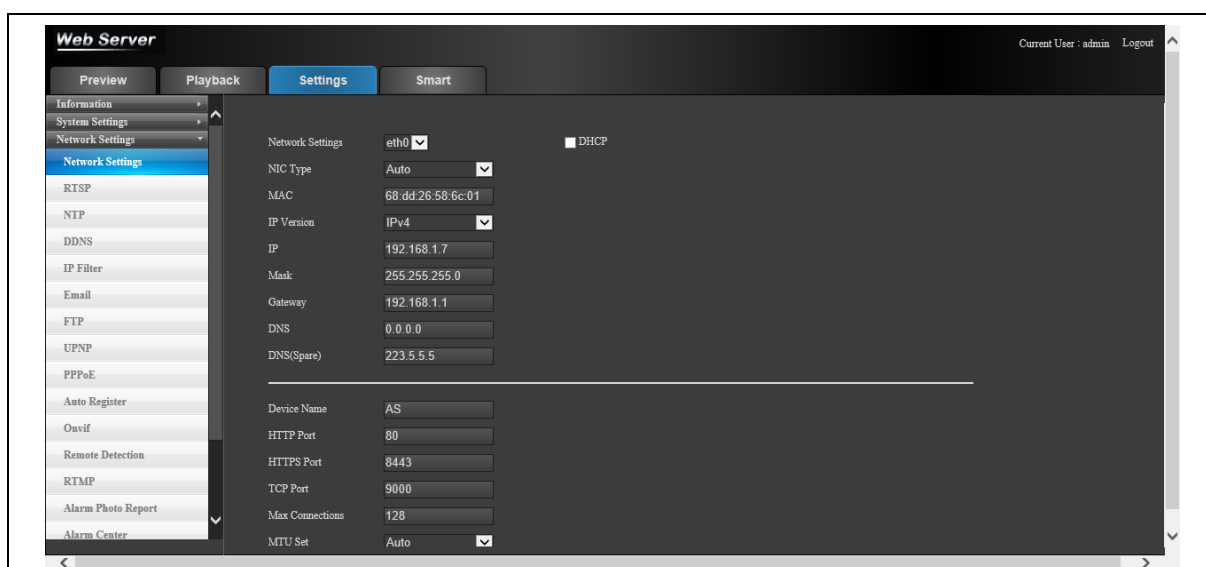 Web Server
Current User : admin Logout
Preview Playback Settings Smart
Information
System Settings
Network Settings
Network Settings
RTSP
NTP
DDNS
IP Filter
Email
FTP
UPNP
PPPoE
Auto Register
Onvif
Remote Detection
RTMP
Alarm Photo Report
Alarm Center
Network Settings eth0 DHCP
NIC Type Auto
MAC 68:dd:26:58:6c:01
IP Version IPv4
IP 192.168.1.7
Mask 255.255.255.0
Gateway 192.168.1.1
DNS 0.0.0.0
DNS(Spare) 223.5.5.5
Device Name AS
HTTP Port 80
HTTPS Port 8443
TCP Port 9000
Max Connections 128
MTU Set Auto